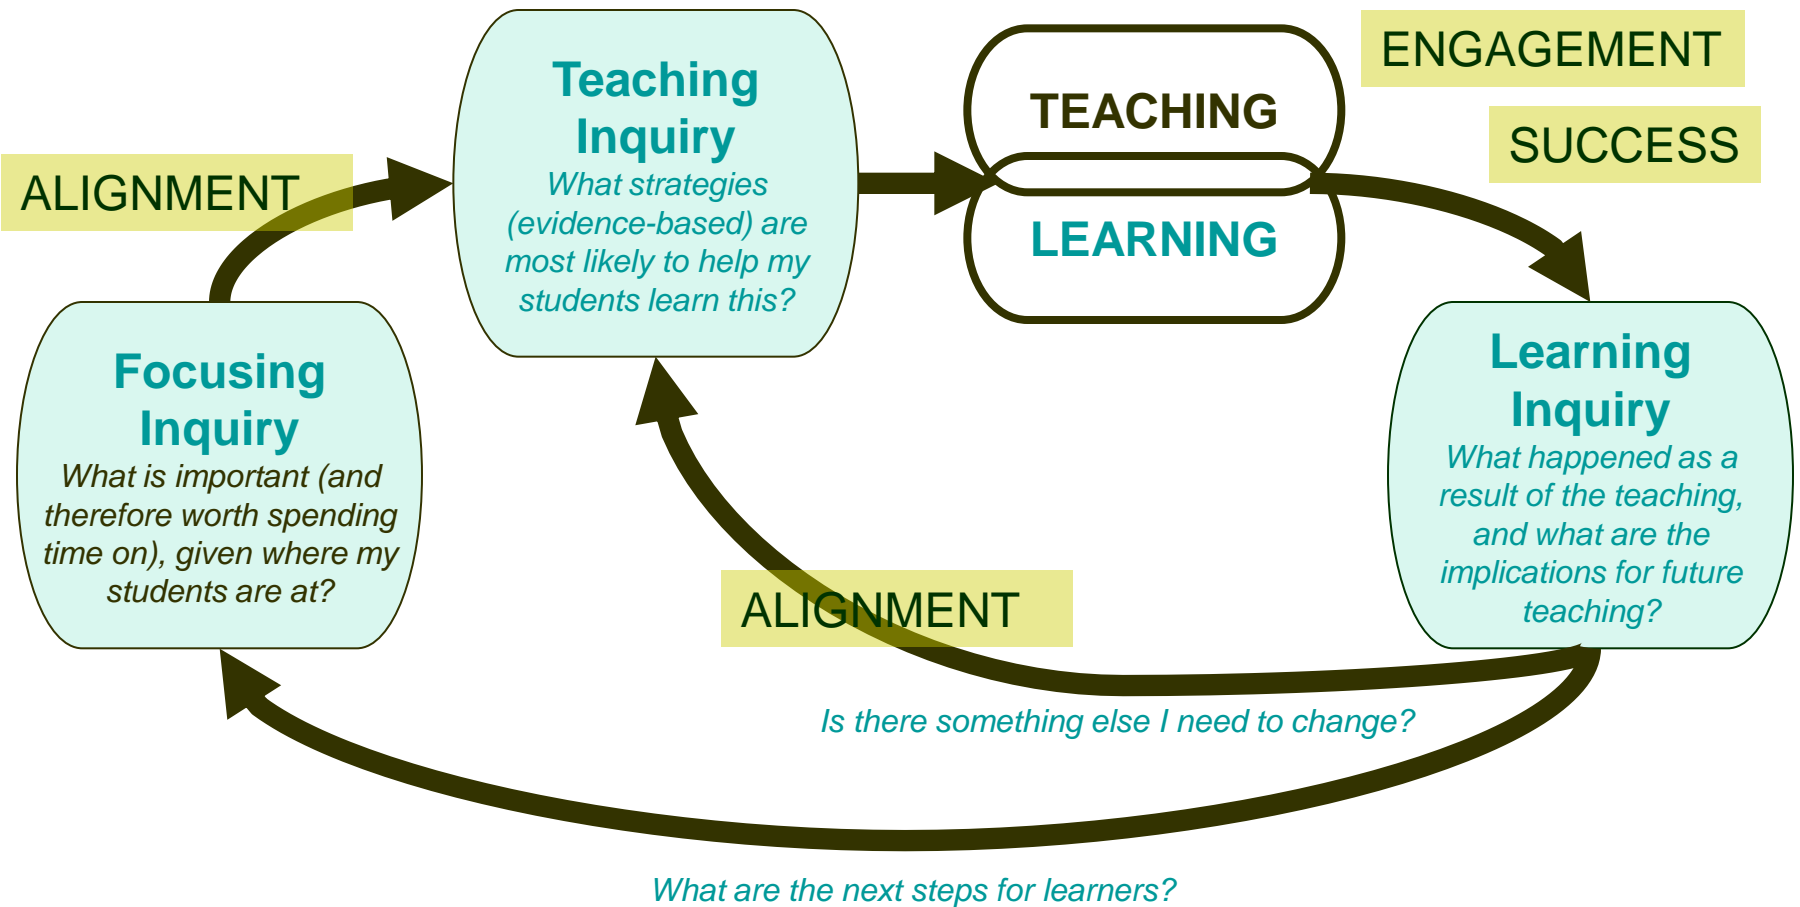 ALIGNMENT
Focusing
Inquiry
What is important (and
therefore worth spending
time on), given where my
students are at?
Teaching
Inquiry
What strategies
(evidence-based) are
most likely to help my
students learn this?
TEACHING
LEARNING
ENGAGEMENT
SUCCESS
Learning
Inquiry
What happened as a
result of the teaching,
and what are the
implications for future
teaching?
ALIGNMENT
Is there something else I need to change?
What are the next steps for learners?